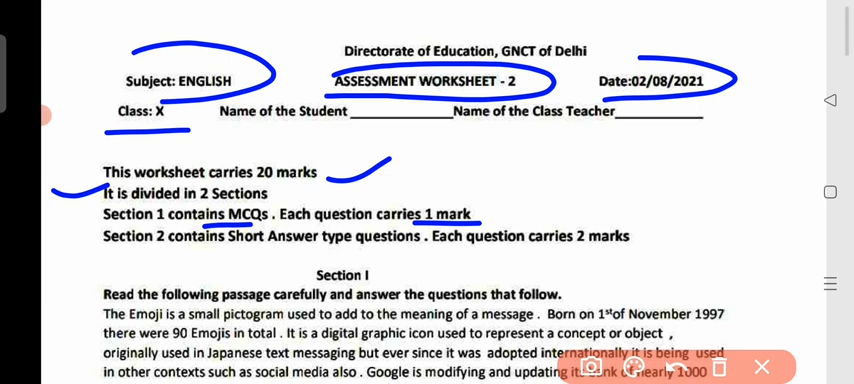 Directorate of Education, GNCT of Delhi
Subject: ENGLISH ASSESSMENT WORKSHEET - 2 Date:02/08/2021
Class: X Name of the Student ____________ Name of the Class Teacher____________
This worksheet carries 20 marks
It is divided in 2 Sections
Section 1 contains MCQs . Each question carries 1 mark
Section 2 contains Short Answer type questions . Each question carries 2 marks
Section I
Read the following passage carefully and answer the questions that follow.
The Emoji is a small pictogram used to add to the meaning of a message . Born on 1st of November 1997
there were 90 Emojis in total . It is a digital graphic icon used to represent a concept or object ,
originally used in Japanese text messaging but ever since it was adopted internationally it is being used
in other contexts such as social media also . Google is modifying and updating its of nearly 1000